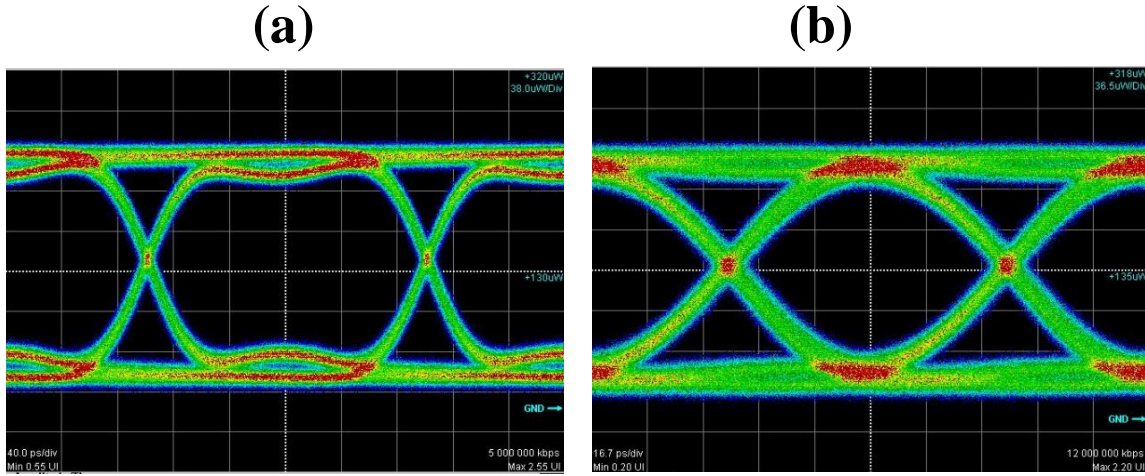 (a)
(b)
+320uW
38.0uW/Div
+130uW
GND →
40.0 ps/div
Min 0.55 UI
5 000 000 kbps
Max 2.55 UI
+318uW
36.5uW/Div
+135uW
GND →
16.7 ps/div
Min 0.20 UI
12 000 000 kbps
Max 2.20 UI